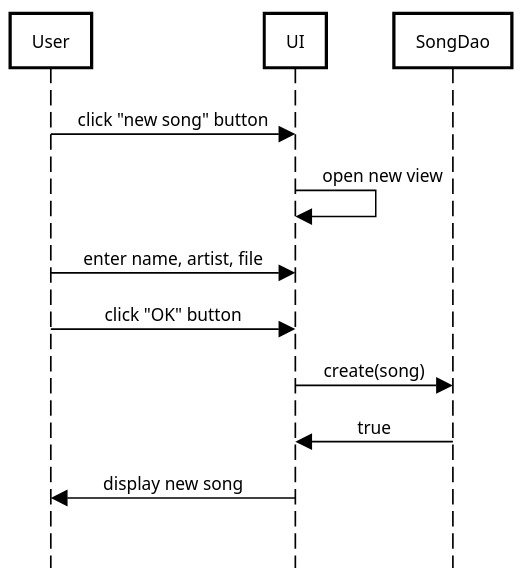 User
UI
SongDao
click "new song" button
open new view
enter name, artist, file
click "OK" button
create(song)
true
display new song